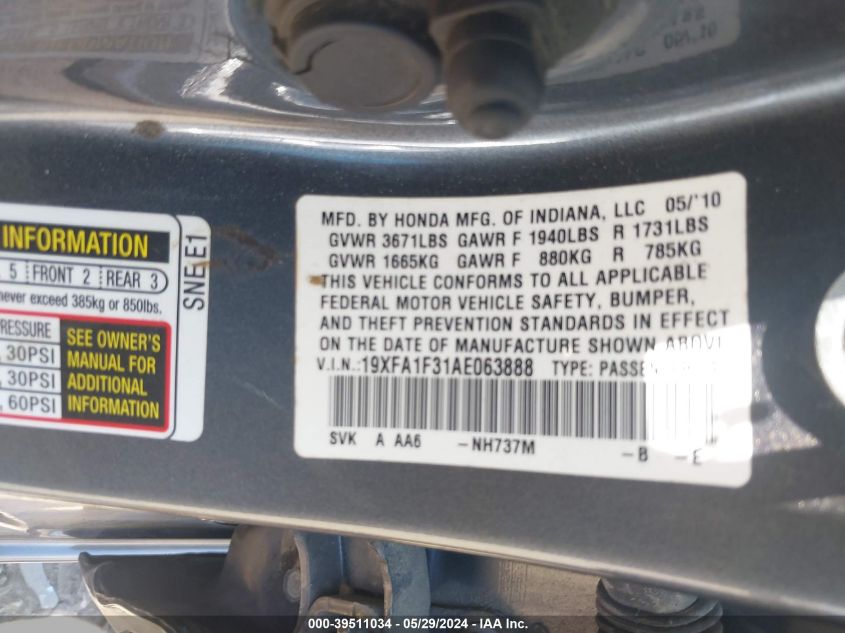 INFORMATION
5 FRONT 2 REAR 3
never exceed 385kg or 850lbs.
PRESSURE
30PSI
30PSI
60PSI
SEE OWNER'S
MANUAL FOR
ADDITIONAL
INFORMATION
SNE E1
MFD. BY HONDA MFG. OF INDIANA, LLC 05/'10
GVWR 3671LBS GAWR F 1940LBS R 1731LBS
GVWR 1665KG GAWR F 880KG R 785KG
THIS VEHICLE CONFORMS TO ALL APPLICABLE
FEDERAL MOTOR VEHICLE SAFETY, BUMPER,
AND THEFT PREVENTION STANDARDS IN EFFECT
ON THE DATE OF MANUFACTURE SHOWN ABOVE
V.I.N.:19XFA1F31AE063888 TYPE:
SVK A AA6 -NH737M -B -E
000-39511034 - 05/29/2024 - IAA Inc.